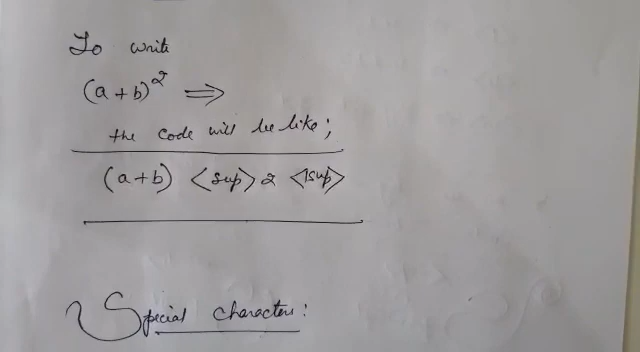 To write
(a+b)² ⇒
the code will be like;
(a+b) <sup>2 </sup>
Special characters: